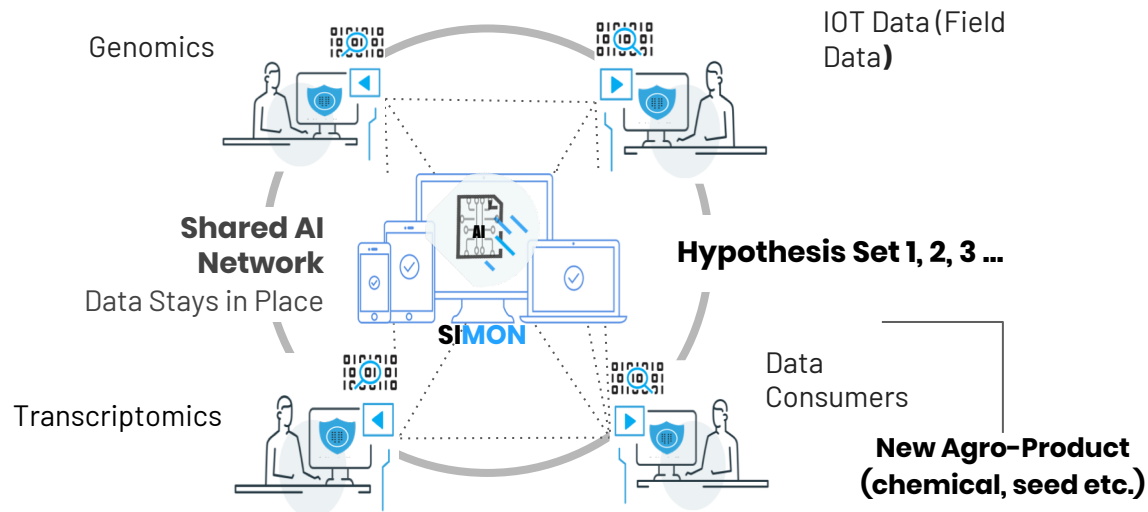 Genomics
IOT Data (Field
Data)
Shared AI
Network
Data Stays in Place
AI
SIMON
Hypothesis Set 1, 2, 3 ...
Transcriptomics
Data
Consumers
New Agro-Product
(chemical, seed etc.)